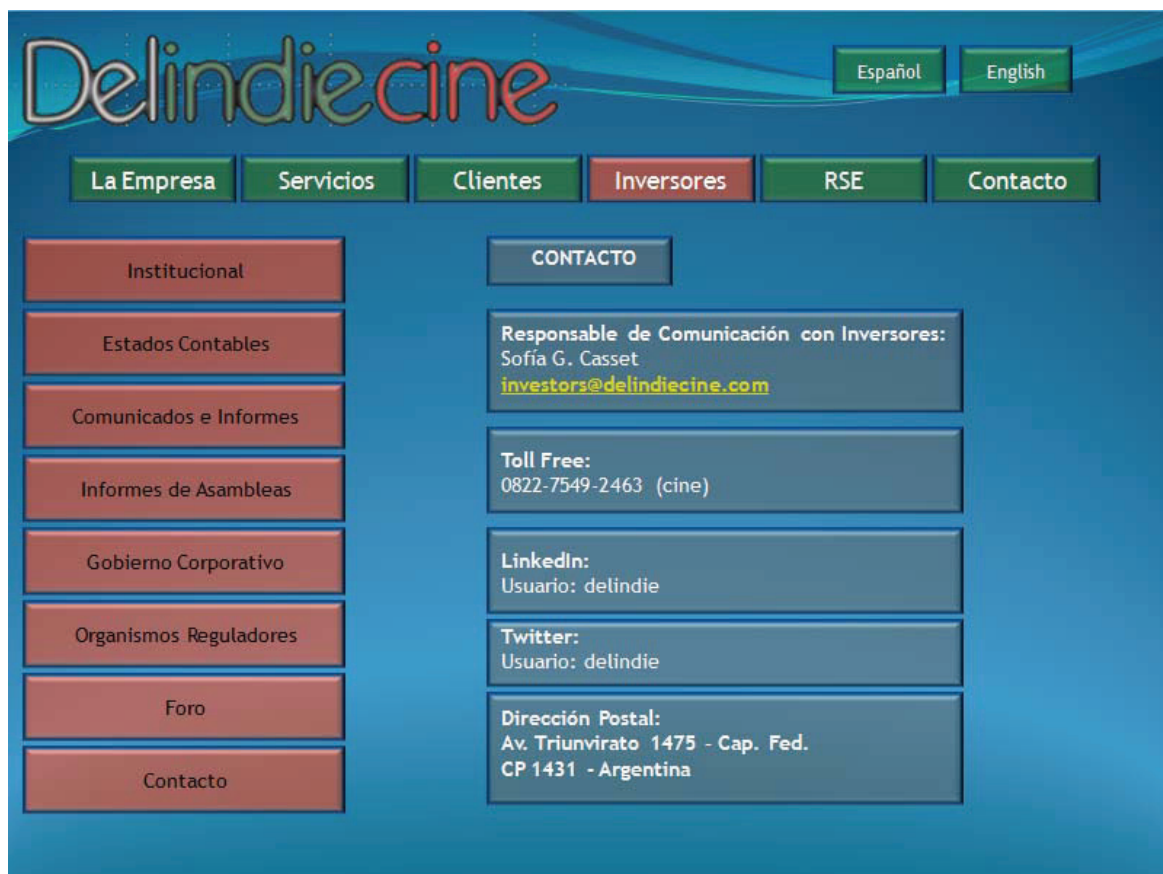 Delindiecine
Español English
La Empresa Servicios Clientes Inversores RSE Contacto
Institucional
Estados Contables
Comunicados e Informes
Informes de Asambleas
Gobierno Corporativo
Organismos Reguladores
Foro
Contacto
CONTACTO
Responsable de Comunicación con Inversores:
Sofía G. Casset
investors@delindiecine.com
Toll Free:
0822-7549-2463 (cine)
LinkedIn:
Usuario: delindie
Twitter:
Usuario: delindie
Dirección Postal:
Av. Triunvirato 1475 - Cap. Fed.
CP 1431 - Argentina